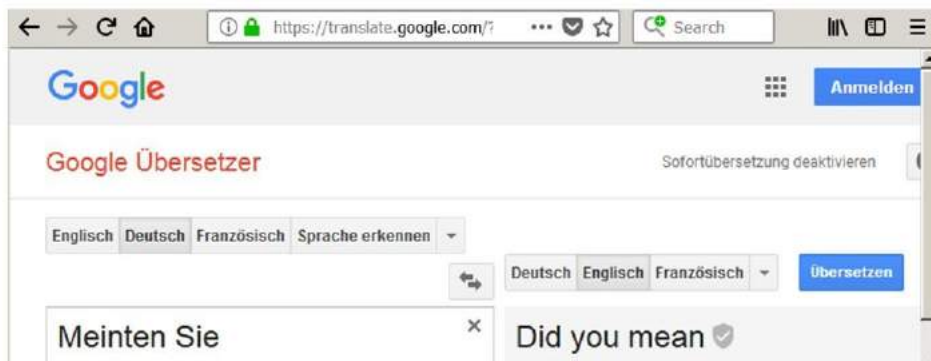 https://translate.google.com/?
Search
Google
Anmelden
Google Übersetzer
Sofortübersetzung deaktivieren
Englisch Deutsch Französisch Sprache erkennen
Deutsch Englisch Französisch
Übersetzen
Meinten Sie
Did you mean